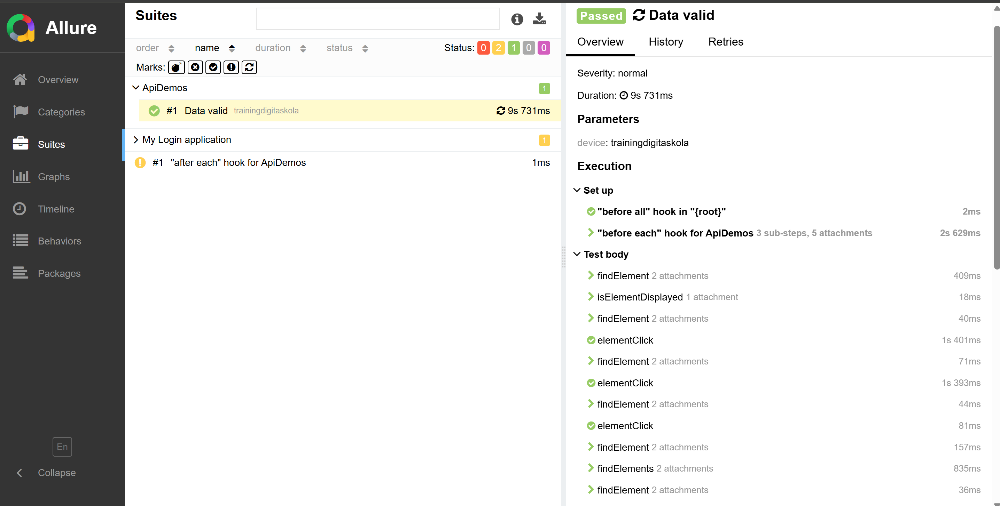 Allure
Overview
Categories
Suites
Graphs
Timeline
Behaviors
Packages
En
Collapse
Suites
order name duration status Status: 0 2 1 0 0
Marks:
ApiDemos 1
#1 Data valid trainingdigitaskola 9s 731ms
My Login application 1
#1 "after each" hook for ApiDemos 1ms
Passed Data valid
Overview History Retries
Severity: normal
Duration: 9s 731ms
Parameters
device: trainingdigitaskola
Execution
Set up
"before all" hook in "{root}" 2ms
"before each" hook for ApiDemos 3 sub-steps, 5 attachments 2s 629ms
Test body
findElement 2 attachments 409ms
isElementDisplayed 1 attachment 18ms
findElement 2 attachments 40ms
elementClick 1s 401ms
findElement 2 attachments 71ms
elementClick 1s 393ms
findElement 2 attachments 44ms
elementClick 81ms
findElement 2 attachments 157ms
findElements 2 attachments 835ms
findElement 2 attachments 36ms